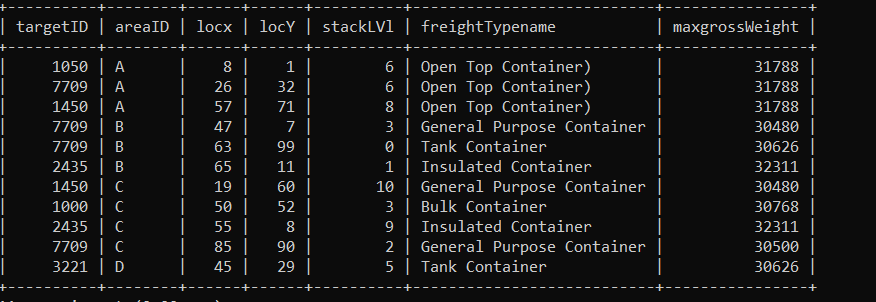 +----------+--------+------+------+----------+---------------------------+----------------+
| targetID | areaID | locx | locY | stackLVl | freightTypename           | maxgrossWeight |
+----------+--------+------+------+----------+---------------------------+----------------+
|     1050 | A      |    8 |    1 |        6 | Open Top Container)       |          31788 |
|     7709 | A      |   26 |   32 |        6 | Open Top Container)       |          31788 |
|     1450 | A      |   57 |   71 |        8 | Open Top Container)       |          31788 |
|     7709 | B      |   47 |    7 |        3 | General Purpose Container |          30480 |
|     7709 | B      |   63 |   99 |        0 | Tank Container            |          30626 |
|     2435 | B      |   65 |   11 |        1 | Insulated Container       |          32311 |
|     1450 | C      |   19 |   60 |       10 | General Purpose Container |          30480 |
|     1000 | C      |   50 |   52 |        3 | Bulk Container            |          30768 |
|     2435 | C      |   55 |    8 |        9 | Insulated Container       |          32311 |
|     7709 | C      |   85 |   90 |        2 | General Purpose Container |          30500 |
|     3221 | D      |   45 |   29 |        5 | Tank Container            |          30626 |
+----------+--------+------+------+----------+---------------------------+----------------+